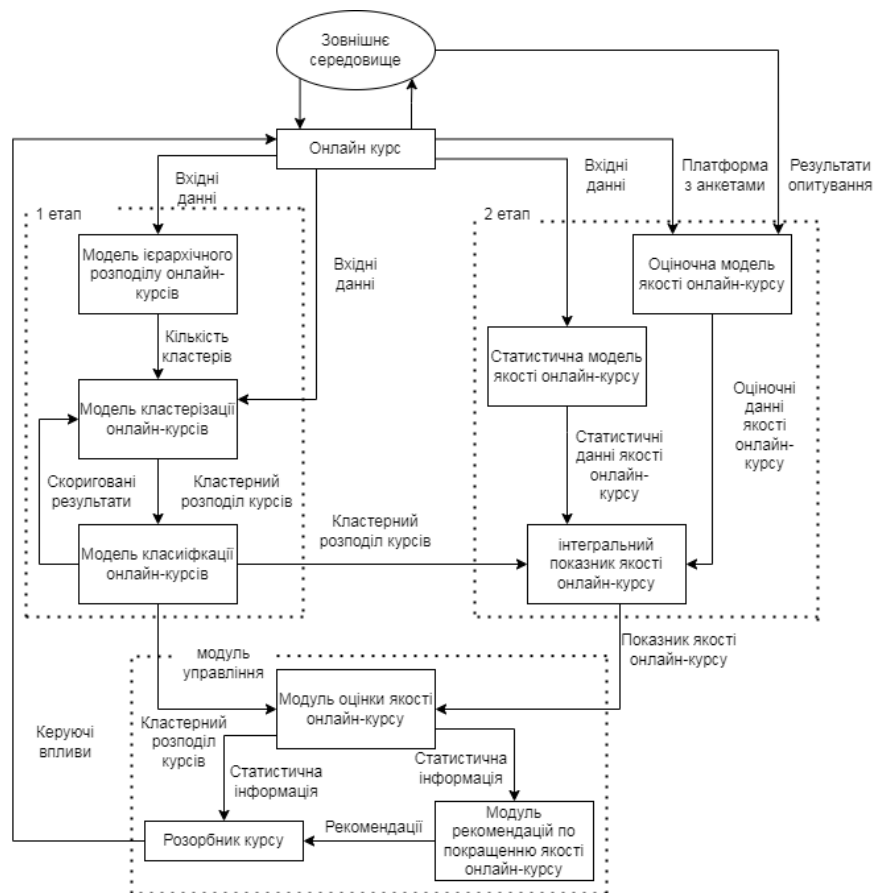 Зовнішнє
середовище
Онлайн курс
Вхідні
данні
Вхідні
данні
Платформа
з анкетами
Результати
опитування
1 етап
2 етап
Модель ієрархічного
розподілу онлайн-
курсів
Вхідні
данні
Оціночна модель
якості онлайн-курсу
Кількість
кластерів
Статистична модель
якості онлайн-курсу
Модель кластерізації
онлайн-курсів
Оціночні
данні
якості
онлайн-
курсу
Статистичні
данні якості
онлайн-
курсу
Скориговані
результати
Кластерний
розподіл курсів
Кластерний
розподіл курсів
Модель класиіфкації
онлайн-курсів
інтегральний
показник якості
онлайн-курсу
модуль
управління
Показник якості
онлайн-курсу
Модуль оцінки якості
онлайн-курсу
Керуючі
впливи
Кластерний
розподіл
курсів
Статистична
інформація
Статистична
інформація
Розорбник курсу
Рекомендації
Модуль
рекомендацій по
покращенню якості
онлайн-курсу